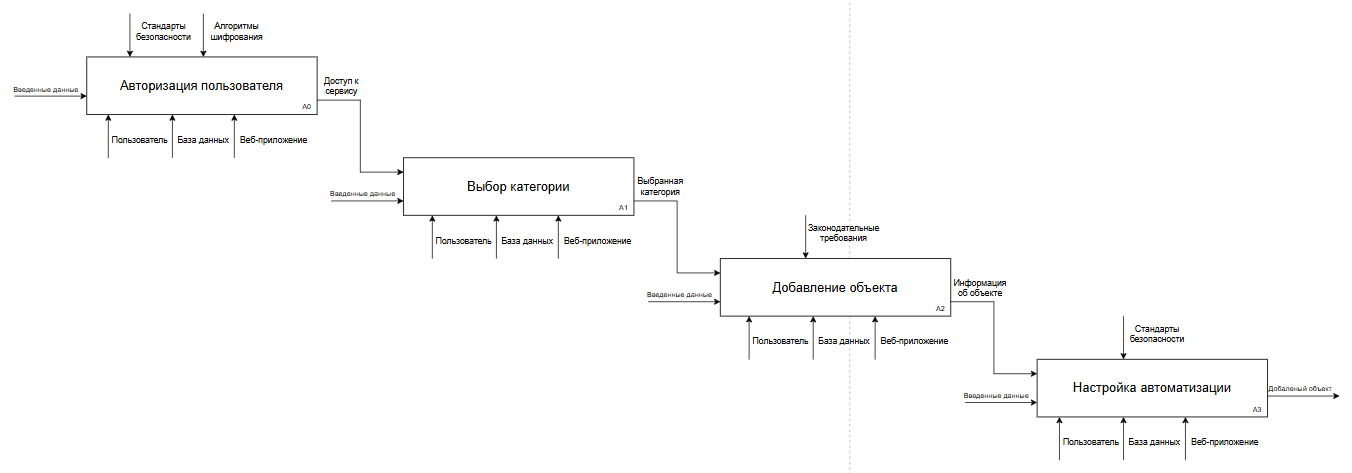 Стандарты
безопасности
Алгоритмы
шифрования
Введенные данные
Авторизация пользователя
A0
Доступ к
сервису
Пользователь
База данных
Веб-приложение
Введенные данные
Выбор категории
A1
Выбранная
категория
Пользователь
База данных
Веб-приложение
Законодательные
требования
Введенные данные
Добавление объекта
A2
Информация
об объекте
Пользователь
База данных
Веб-приложение
Стандарты
безопасности
Введенные данные
Настройка автоматизации
A3
Добаленый объект
Пользователь
База данных
Веб-приложение